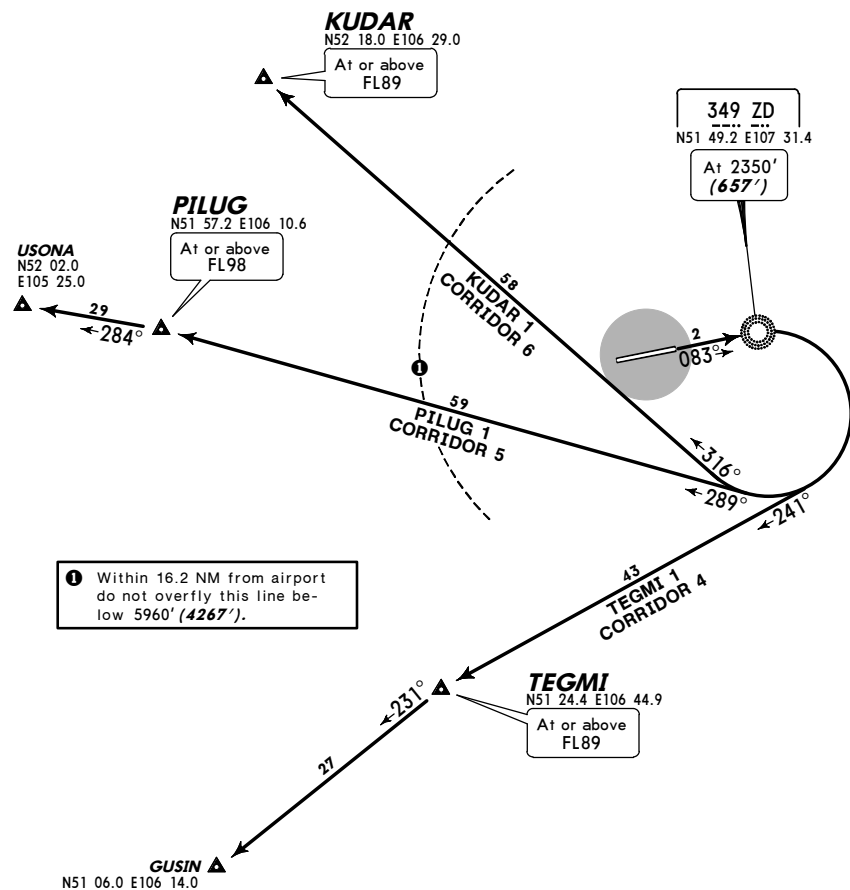 KUDAR
N52 18.0 E106 29.0
At or above
FL89
349 ZD
N51 49.2 E107 31.4
At 2350'
(657')
PILUG
N51 57.2 E106 10.6
At or above
FL98
USONA
N52 02.0
E105 25.0
29
284°
58
KUDAR 1
CORRIDOR 6
2
083°
1
59
PILUG 1
CORRIDOR 5
316°
289°
241°
1 Within 16.2 NM from airport
do not overfly this line be-
low 5960' (4267').
43
TEGMI 1
CORRIDOR 4
TEGMI
N51 24.4 E106 44.9
At or above
FL89
231°
27
GUSIN
N51 06.0 E106 14.0